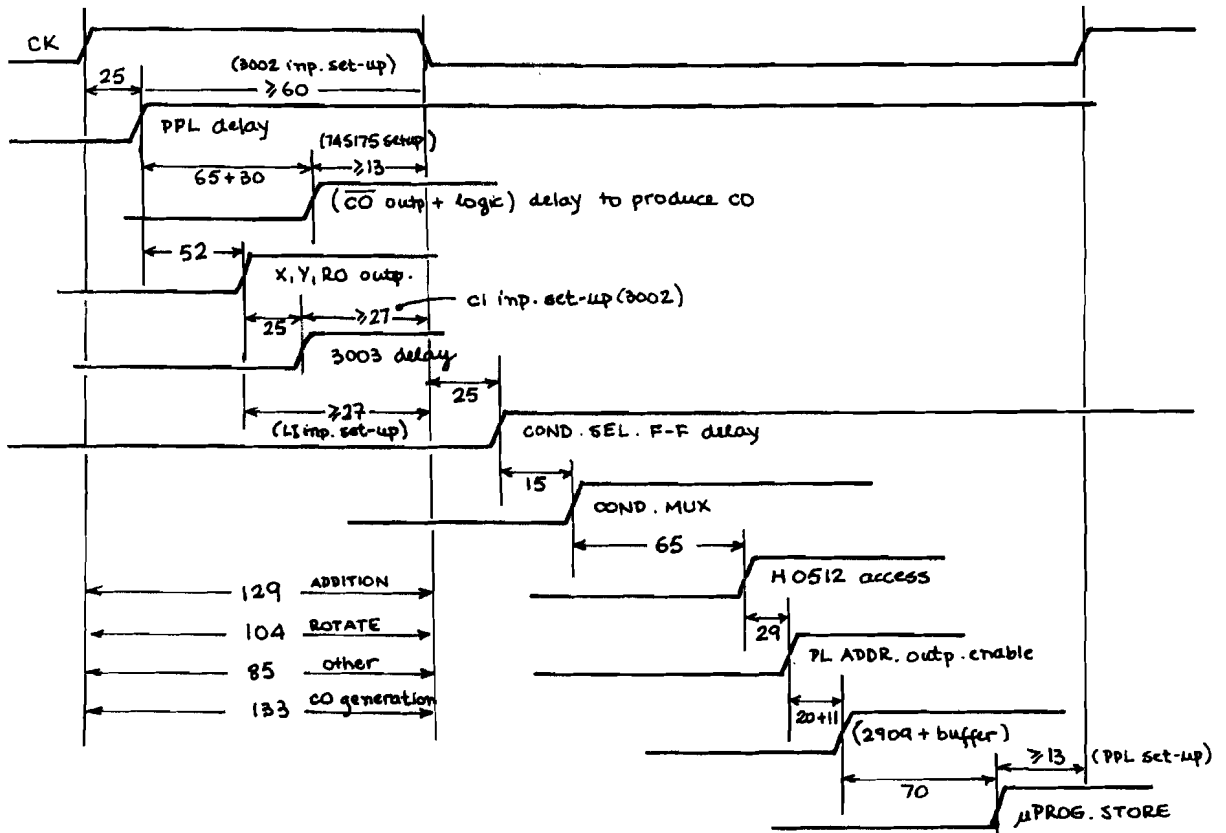 CK
(3002 inp. set-up)
25
≥60
PPL delay
(74S175 setup)
65+30
≥13
(C̅O̅ outp + logic) delay to produce CO
52
X, Y, RO outp.
CI inp. set-up (3002)
25
≥27
3003 delay
25
≥27
(LI inp. set-up)
COND. SEL. F-F delay
15
COND. MUX
65
H0512 access
129 ADDITION
29
104 ROTATE
PL ADDR. outp. enable
85 other
20+11
133 CO generation
(2909 + buffer)
≥13 (PPL set-up)
70
μPROG. STORE